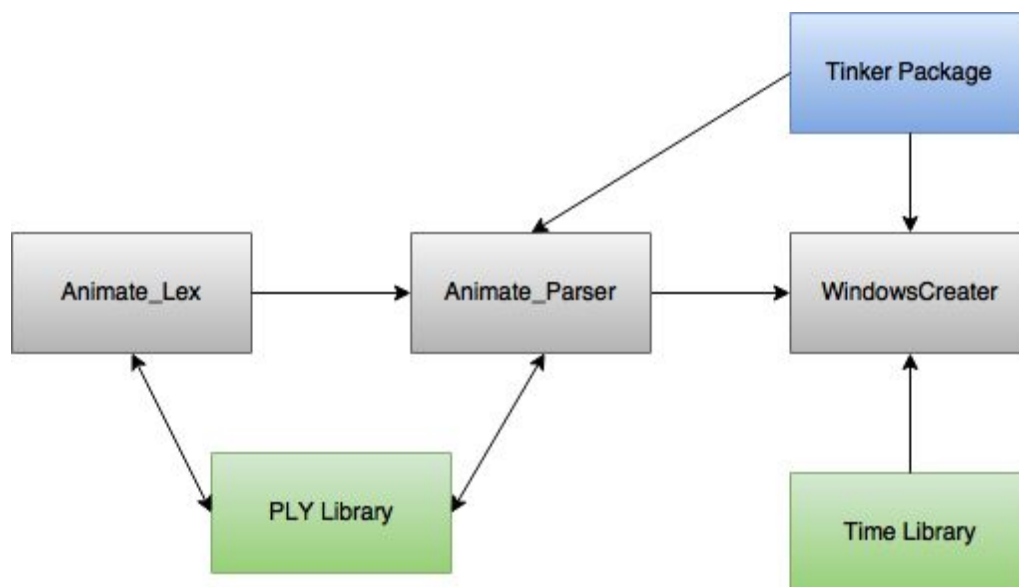 Tinker Package
Animate_Lex
Animate_Parser
WindowsCreater
PLY Library
Time Library